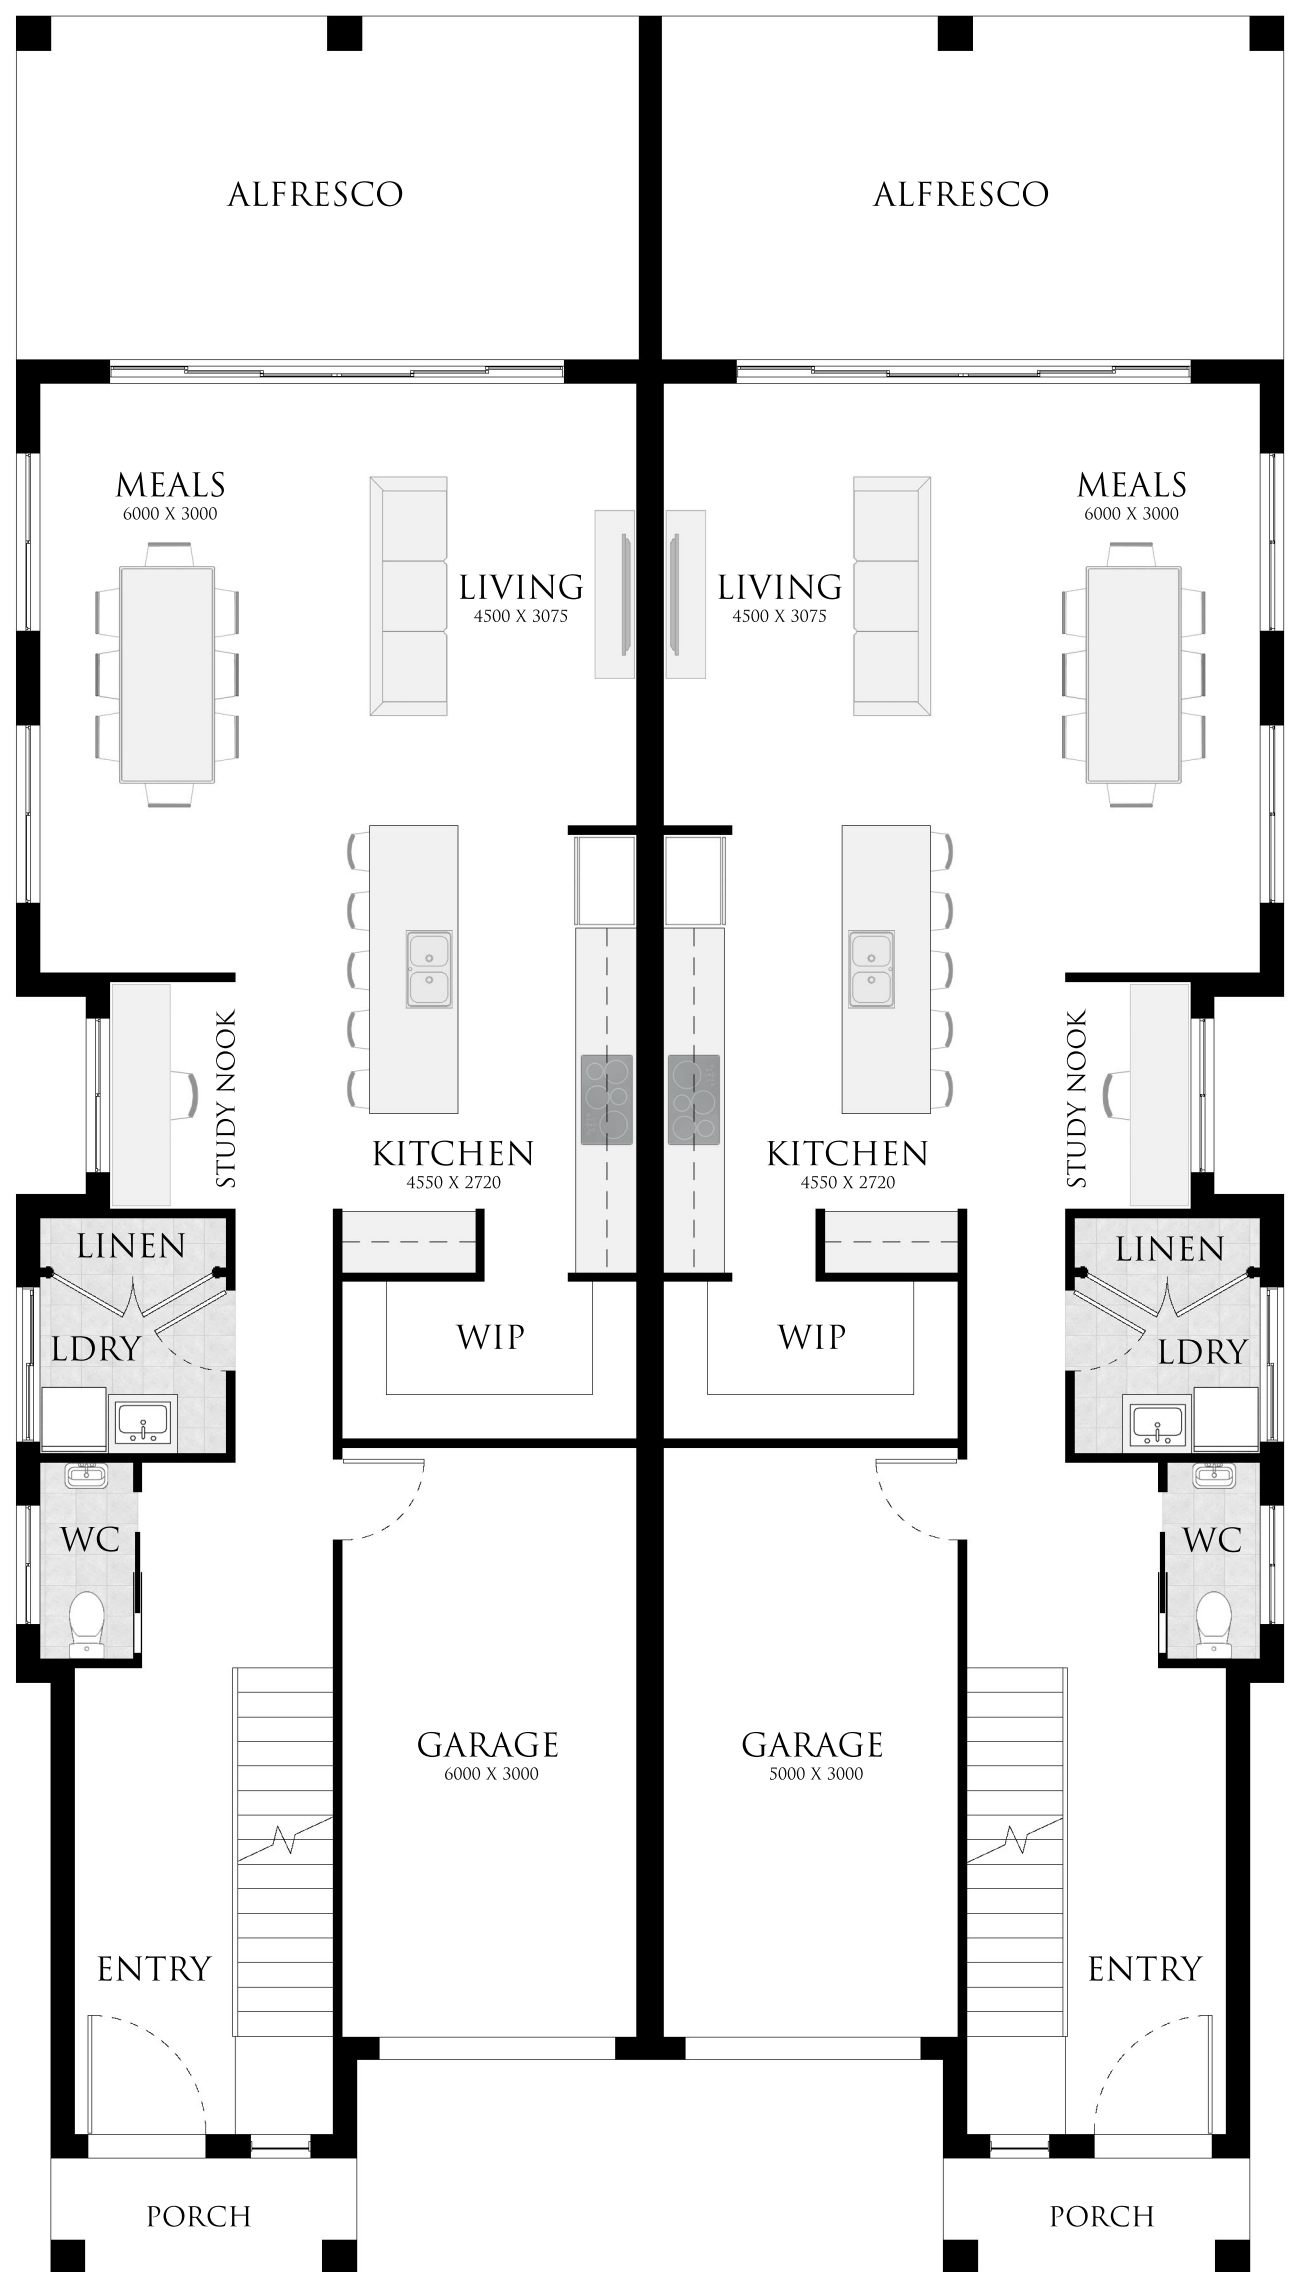 ALFRESCO
ALFRESCO
MEALS
6000 X 3000
MEALS
6000 X 3000
LIVING
4500 X 3075
LIVING
4500 X 3075
STUDY NOOK
STUDY NOOK
KITCHEN
4550 X 2720
KITCHEN
4550 X 2720
LINEN
LINEN
LDRY
WIP
WIP
LDRY
WC
WC
GARAGE
6000 X 3000
GARAGE
5000 X 3000
ENTRY
ENTRY
PORCH
PORCH